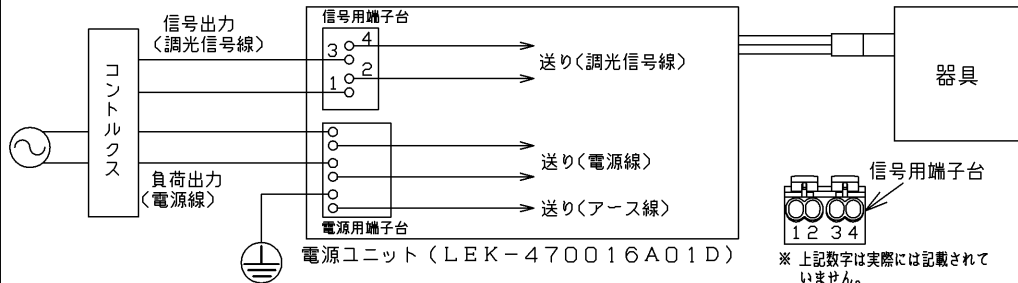 信号出力
(調光信号線)
コントルクス
負荷出力
(電源線)
信号用端子台
3
4
1
2
送り(調光信号線)
送り(電源線)
送り(アース線)
電源用端子台
電源ユニット(LEK-470016A01D)
器具
信号用端子台
1 2 3 4
※ 上記数字は実際には記載されて
いません。